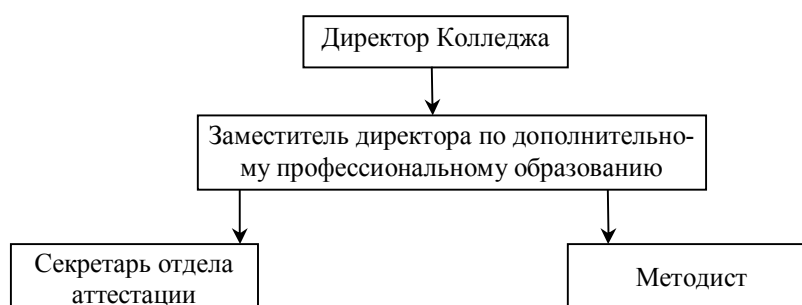 Директор Колледжа
Заместитель директора по дополнительно-
му профессиональному образованию
Секретарь отдела
аттестации
Методист